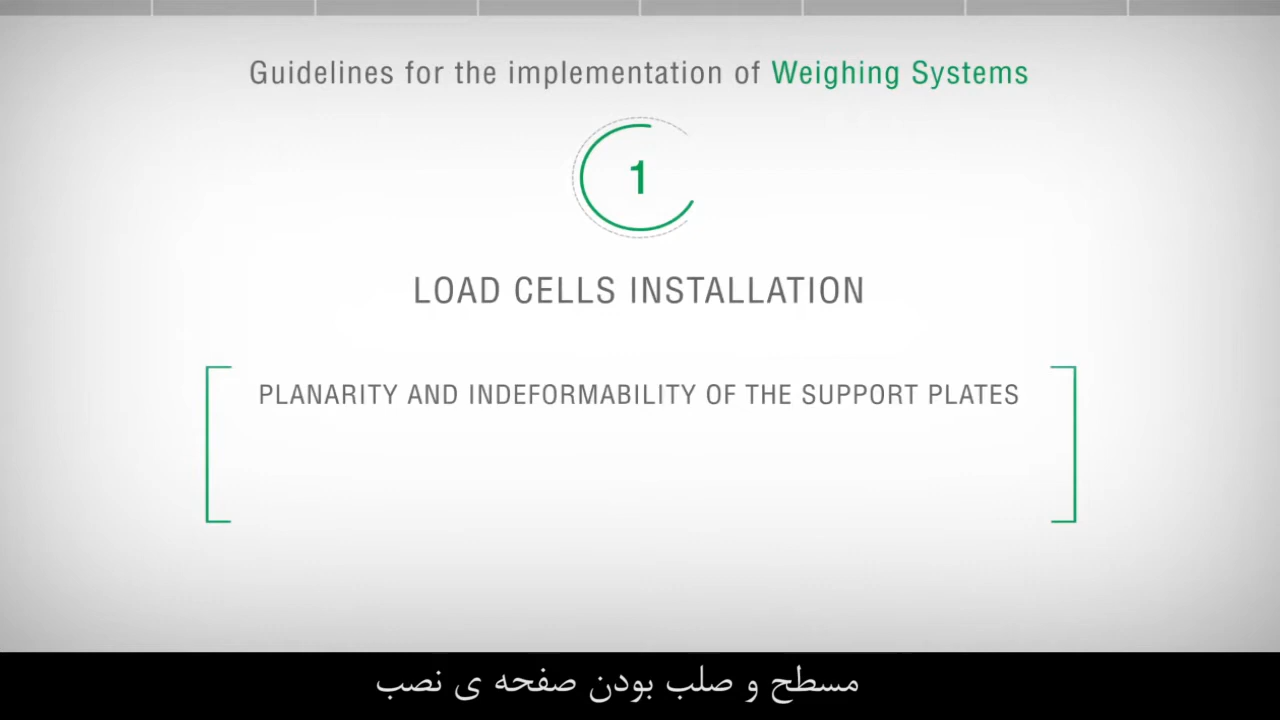 Guidelines for the implementation of Weighing Systems
1
LOAD CELLS INSTALLATION
PLANARITY AND INDEFORMABILITY OF THE SUPPORT PLATES
مسطح و صلب بودن صفحه ی نصب